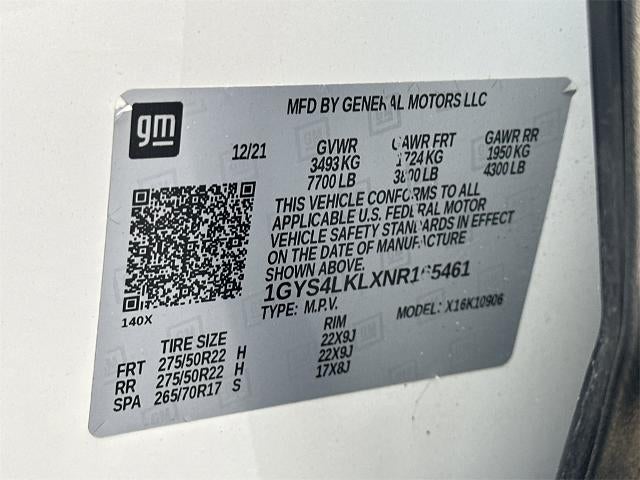 gm
MFD BY GENERAL MOTORS LLC
12/21 GVWR GAWR FRT GAWR RR
3493 KG 1724 KG 1950 KG
7700 LB 3800 LB 4300 LB
THIS VEHICLE CONFORMS TO ALL
APPLICABLE U.S. FEDERAL MOTOR
VEHICLE SAFETY STANDARDS IN EFFECT
ON THE DATE OF MANUFACTURE
SHOWN ABOVE.
1GYS4LKLXNR165461
TYPE: M.P.V. MODEL: X16K10906
140X
TIRE SIZE RIM
FRT 275/50R22 H 22X9J
RR 275/50R22 H 22X9J
SPA 265/70R17 S 17X8J